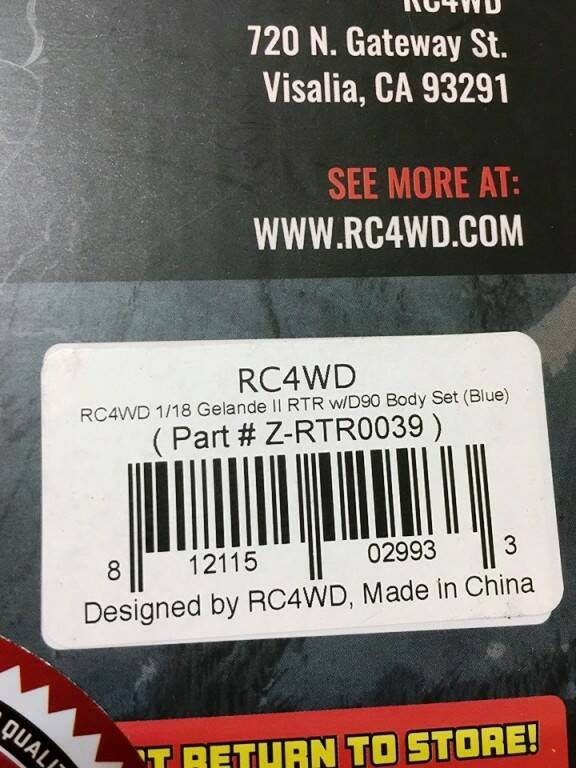 RC4WD
720 N. Gateway St.
Visalia, CA 93291
SEE MORE AT:
WWW.RC4WD.COM
RC4WD
RC4WD 1/18 Gelande II RTR w/D90 Body Set (Blue)
( Part # Z-RTR0039 )
8 12115 02993 3
Designed by RC4WD, Made in China
RETURN TO STORE!